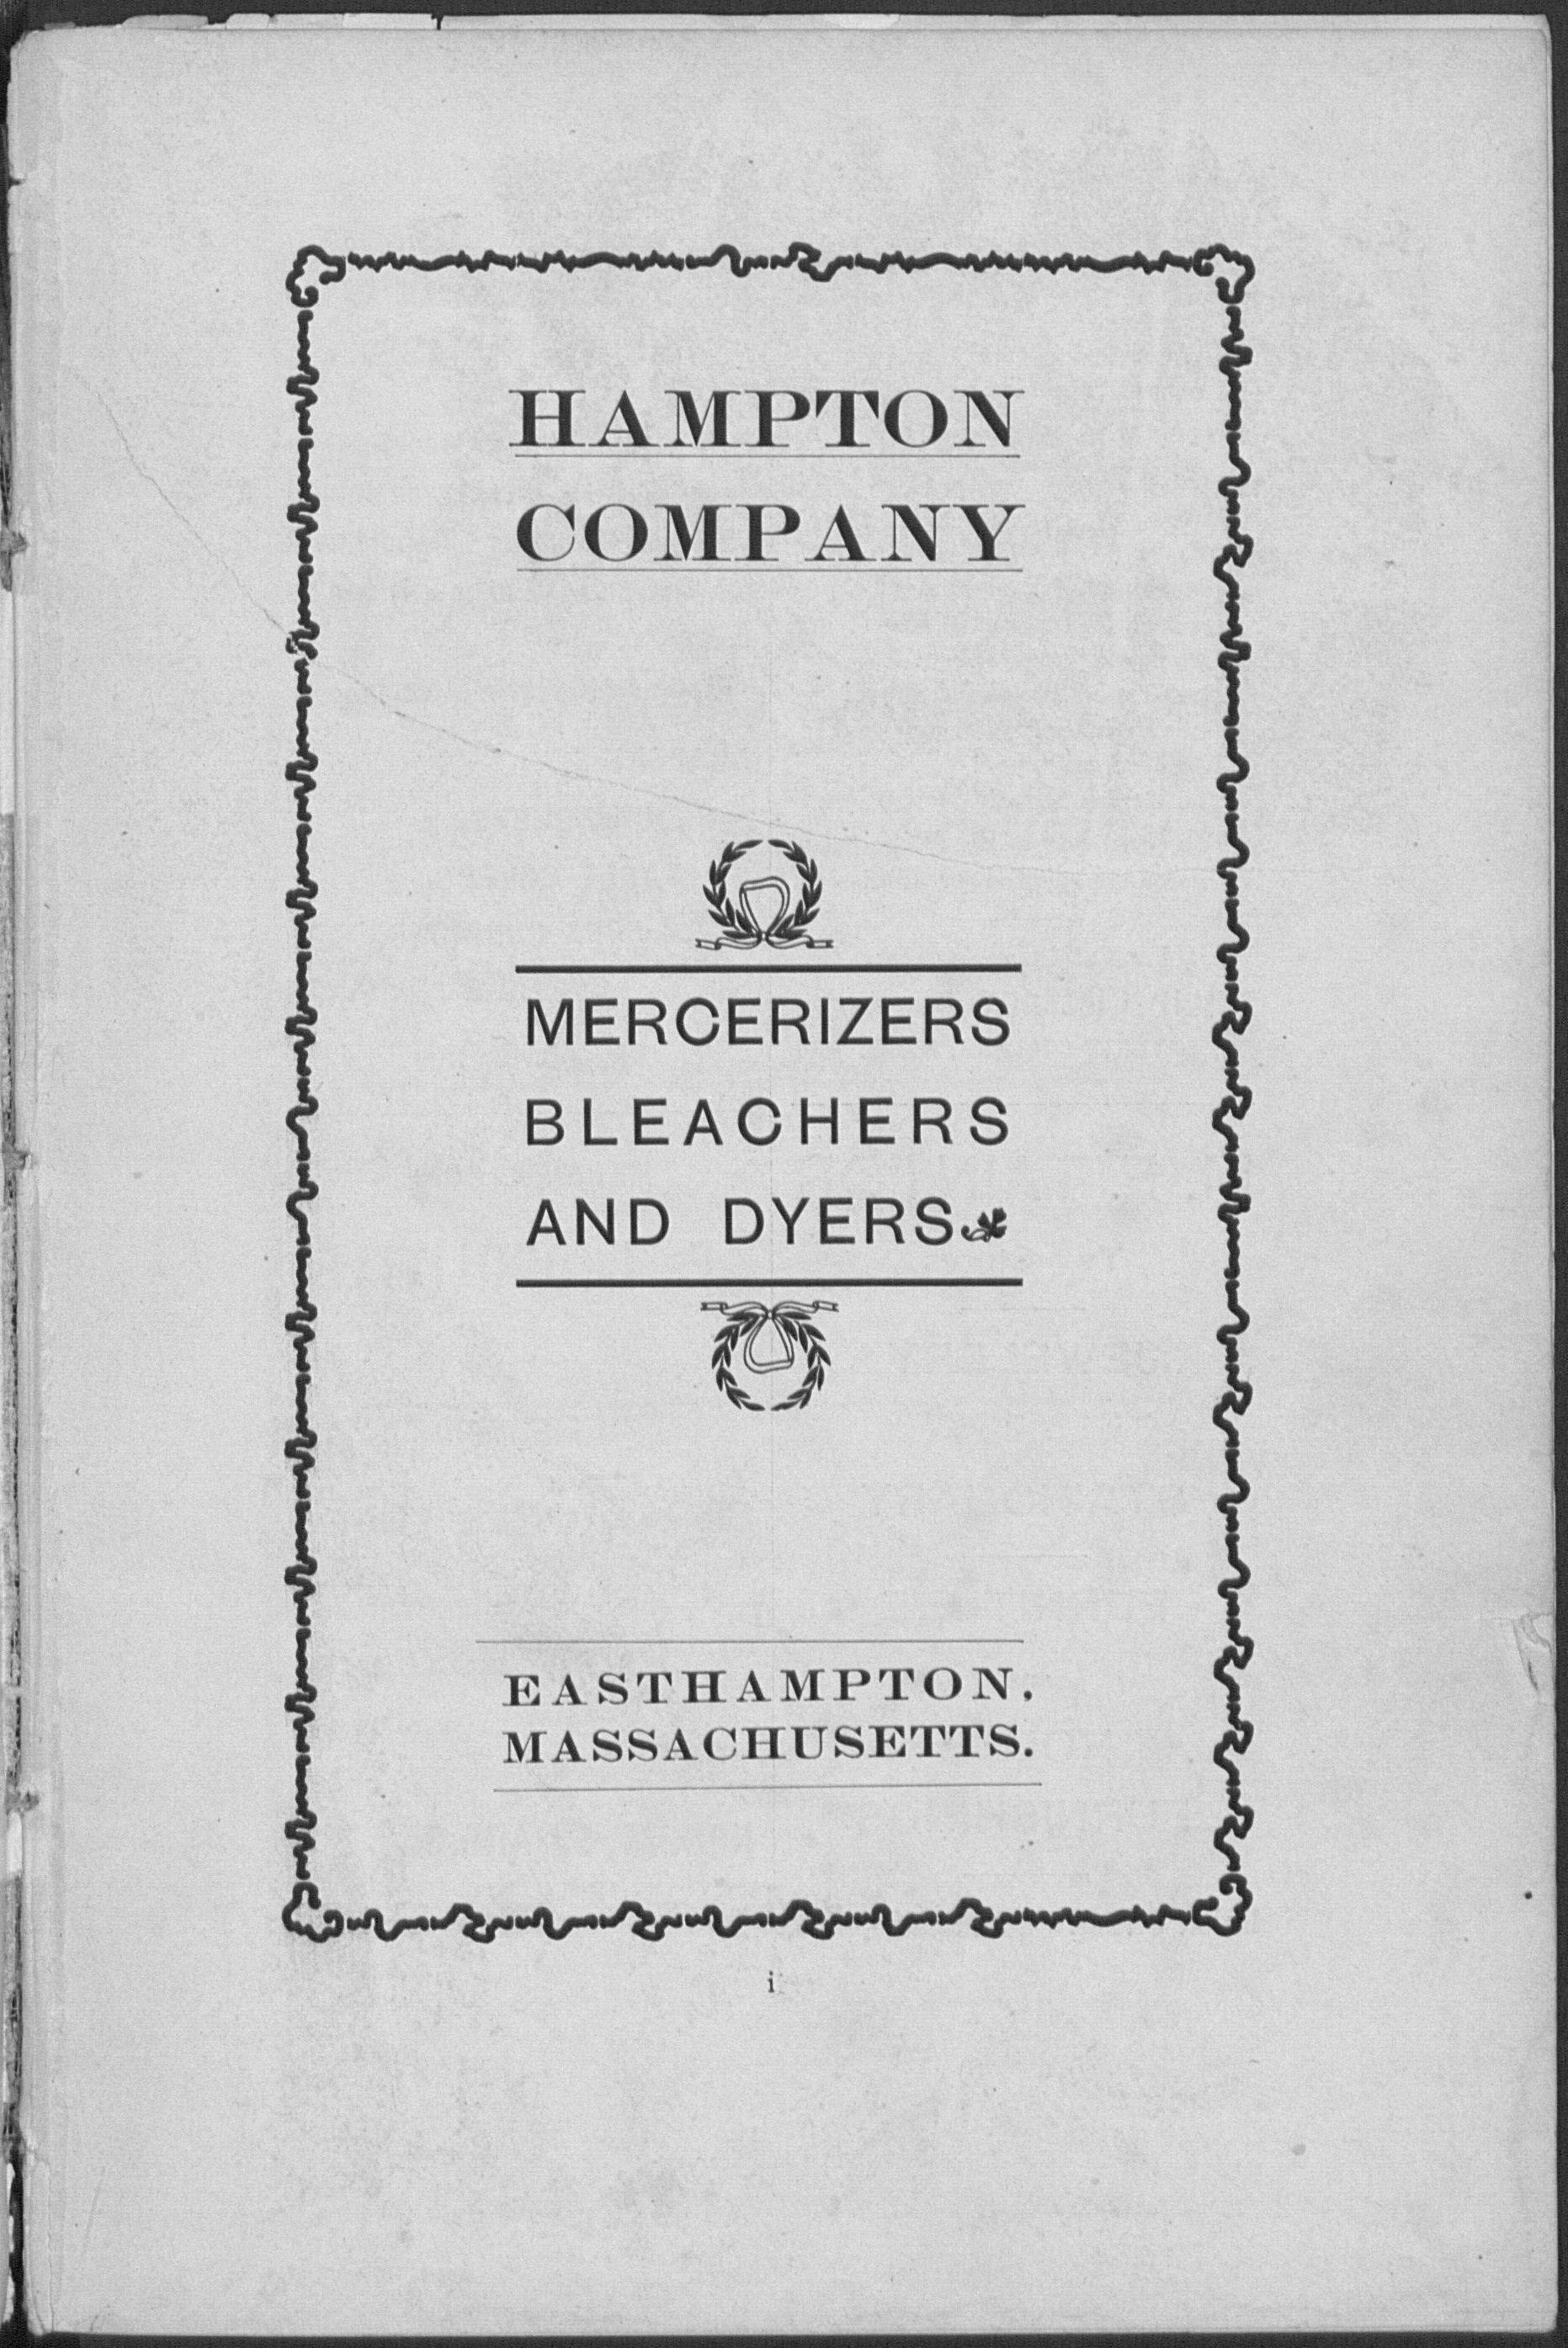 HAMPTON
COMPANY
MERCERIZERS
BLEACHERS
AND DYERS
EASTHAMPTON.
MASSACHUSETTS.
i